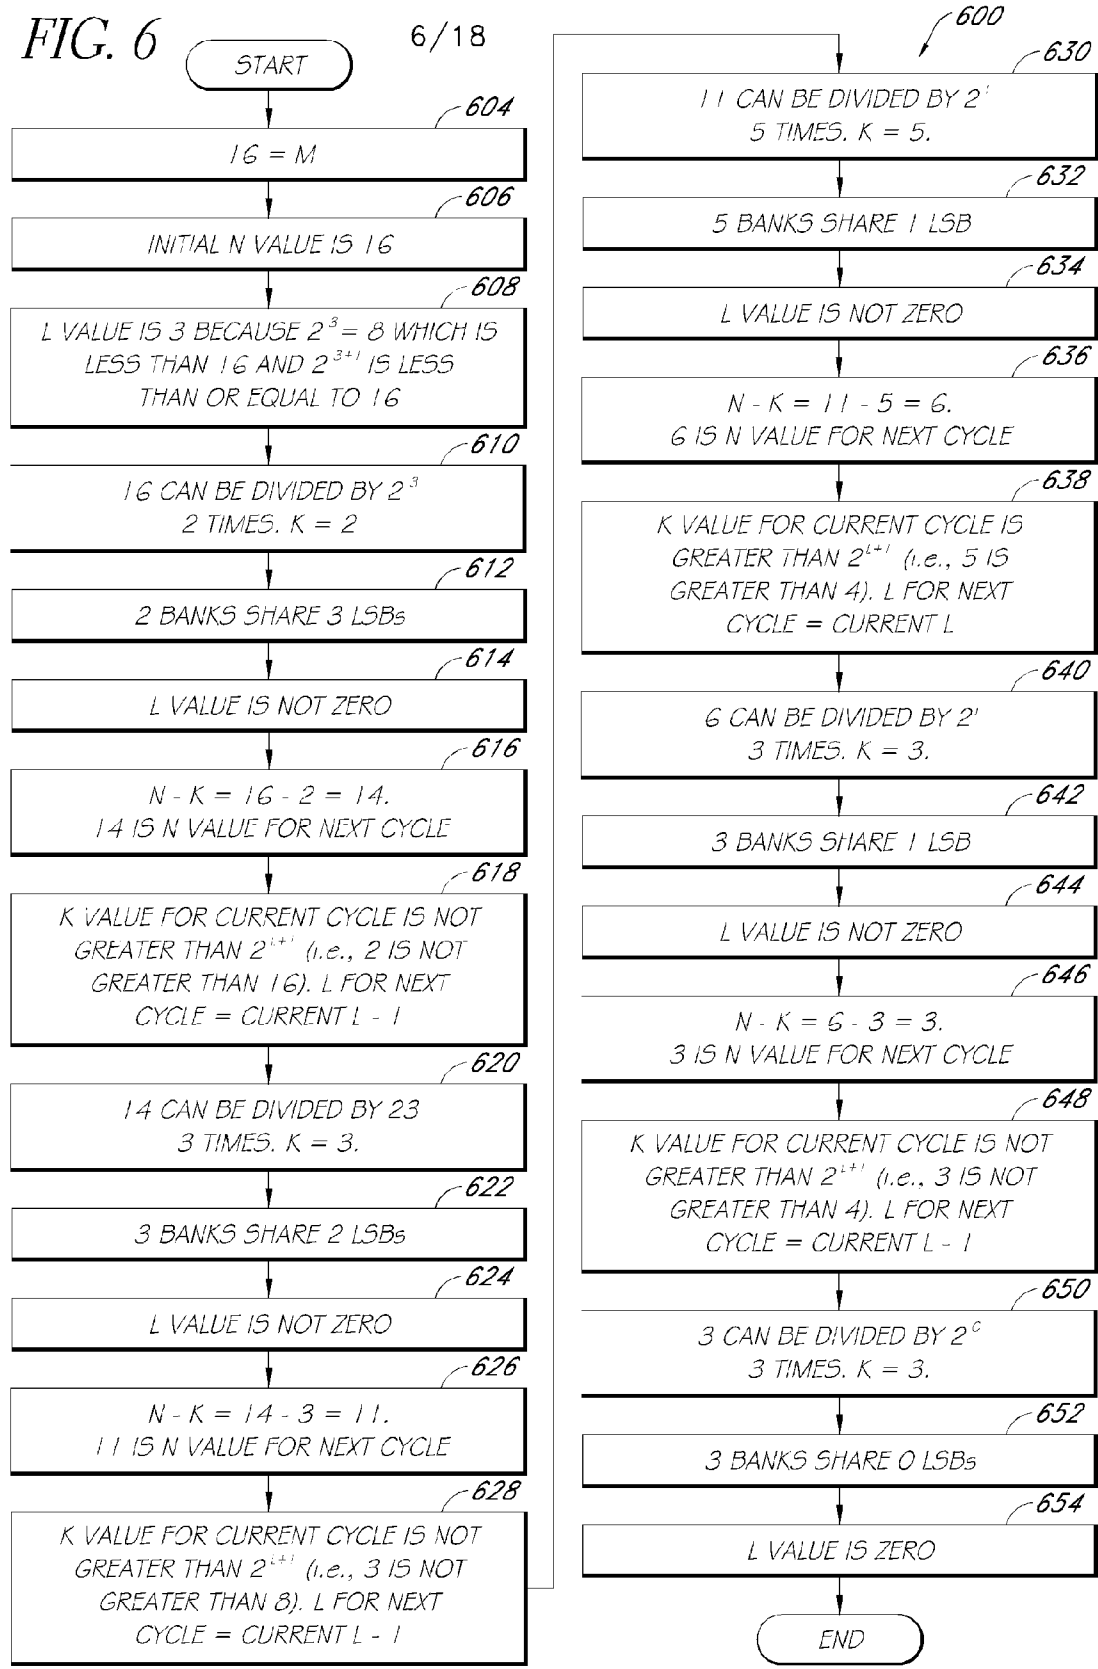 FIG. 6
6/18
600
START
604
16 = M
606
INITIAL N VALUE IS 16
608
L VALUE IS 3 BECAUSE 2³ = 8 WHICH IS
LESS THAN 16 AND 2³⁺¹ IS LESS
THAN OR EQUAL TO 16
610
16 CAN BE DIVIDED BY 2³
2 TIMES. K = 2
612
2 BANKS SHARE 3 LSBs
614
L VALUE IS NOT ZERO
616
N - K = 16 - 2 = 14.
14 IS N VALUE FOR NEXT CYCLE
618
K VALUE FOR CURRENT CYCLE IS NOT
GREATER THAN 2ᴸ⁺¹ (i.e., 2 IS NOT
GREATER THAN 16). L FOR NEXT
CYCLE = CURRENT L - 1
620
14 CAN BE DIVIDED BY 23
3 TIMES. K = 3.
622
3 BANKS SHARE 2 LSBs
624
L VALUE IS NOT ZERO
626
N - K = 14 - 3 = 11.
11 IS N VALUE FOR NEXT CYCLE
628
K VALUE FOR CURRENT CYCLE IS NOT
GREATER THAN 2ᴸ⁺¹ (i.e., 3 IS NOT
GREATER THAN 8). L FOR NEXT
CYCLE = CURRENT L - 1
630
11 CAN BE DIVIDED BY 2¹
5 TIMES. K = 5.
632
5 BANKS SHARE 1 LSB
634
L VALUE IS NOT ZERO
636
N - K = 11 - 5 = 6.
6 IS N VALUE FOR NEXT CYCLE
638
K VALUE FOR CURRENT CYCLE IS
GREATER THAN 2ᴸ⁺¹ (i.e., 5 IS
GREATER THAN 4). L FOR NEXT
CYCLE = CURRENT L
640
6 CAN BE DIVIDED BY 2¹
3 TIMES. K = 3.
642
3 BANKS SHARE 1 LSB
644
L VALUE IS NOT ZERO
646
N - K = 6 - 3 = 3.
3 IS N VALUE FOR NEXT CYCLE
648
K VALUE FOR CURRENT CYCLE IS NOT
GREATER THAN 2ᴸ⁺¹ (i.e., 3 IS NOT
GREATER THAN 4). L FOR NEXT
CYCLE = CURRENT L - 1
650
3 CAN BE DIVIDED BY 2⁰
3 TIMES. K = 3.
652
3 BANKS SHARE 0 LSBs
654
L VALUE IS ZERO
END